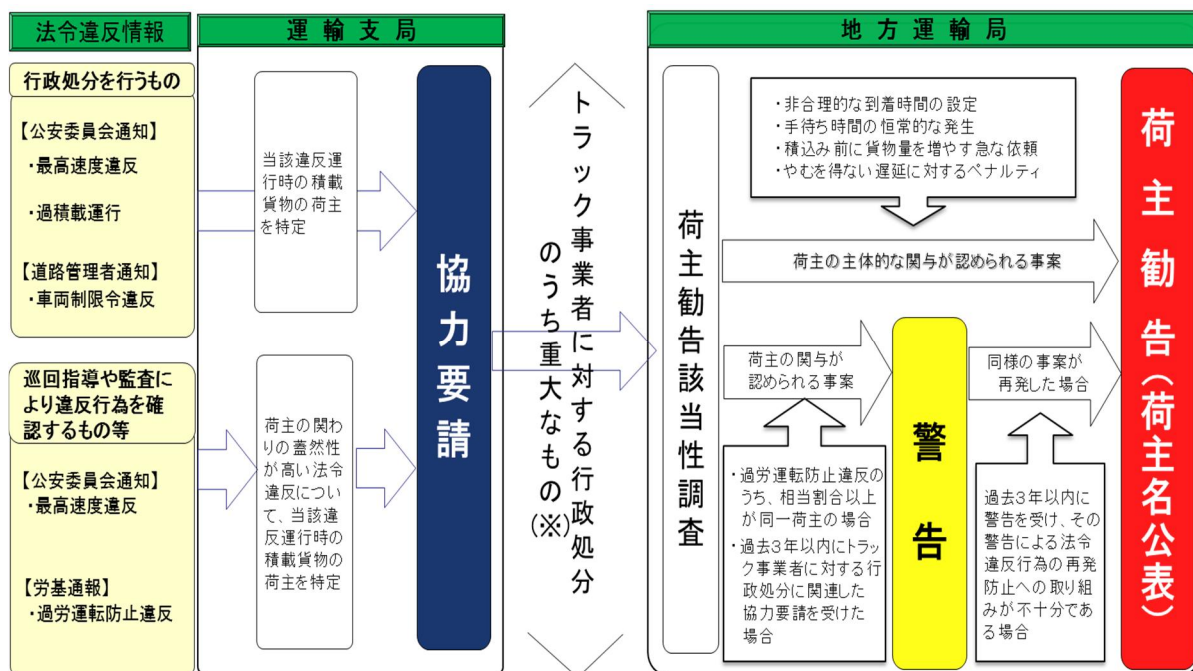 法令違反情報
行政処分を行うもの
【公安委員会通知】
・最高速度違反
・過積載運行
【道路管理者通知】
・車両制限令違反
巡回指導や監査に
より違反行為を確
認するもの等
【公安委員会通知】
・最高速度違反
【労基通報】
・過労運転防止違反
運輸支局
当該違反運
行時の積載
貨物の荷主
を特定
荷主の関わ
りの蓋然性
が高い法令
違反につい
て、当該違
反運行時の
積載貨物の
荷主を特定
協力要請
トラック事業者に対する行政処分
のうち重大なもの(※)
地方運輸局
荷主勧告該当性調査
・非合理的な到着時間の設定
・手待ち時間の恒常的な発生
・積込み前に貨物量を増やす急な依頼
・やむを得ない遅延に対するペナルティ
荷主の主体的な関与が認められる事案
荷主の関与が
認められる事案
・過労運転防止違反の
うち、相当割合以上
が同一荷主の場合
・過去3年以内にトラッ
ク事業者に対する行
政処分に関連した
協力要請を受けた
場合
警告
同様の事案が
再発した場合
過去3年以内に
警告を受け、その
警告による法令
違反行為の再発
防止への取り組
みが不十分であ
る場合
荷主勧告(荷主名公表)